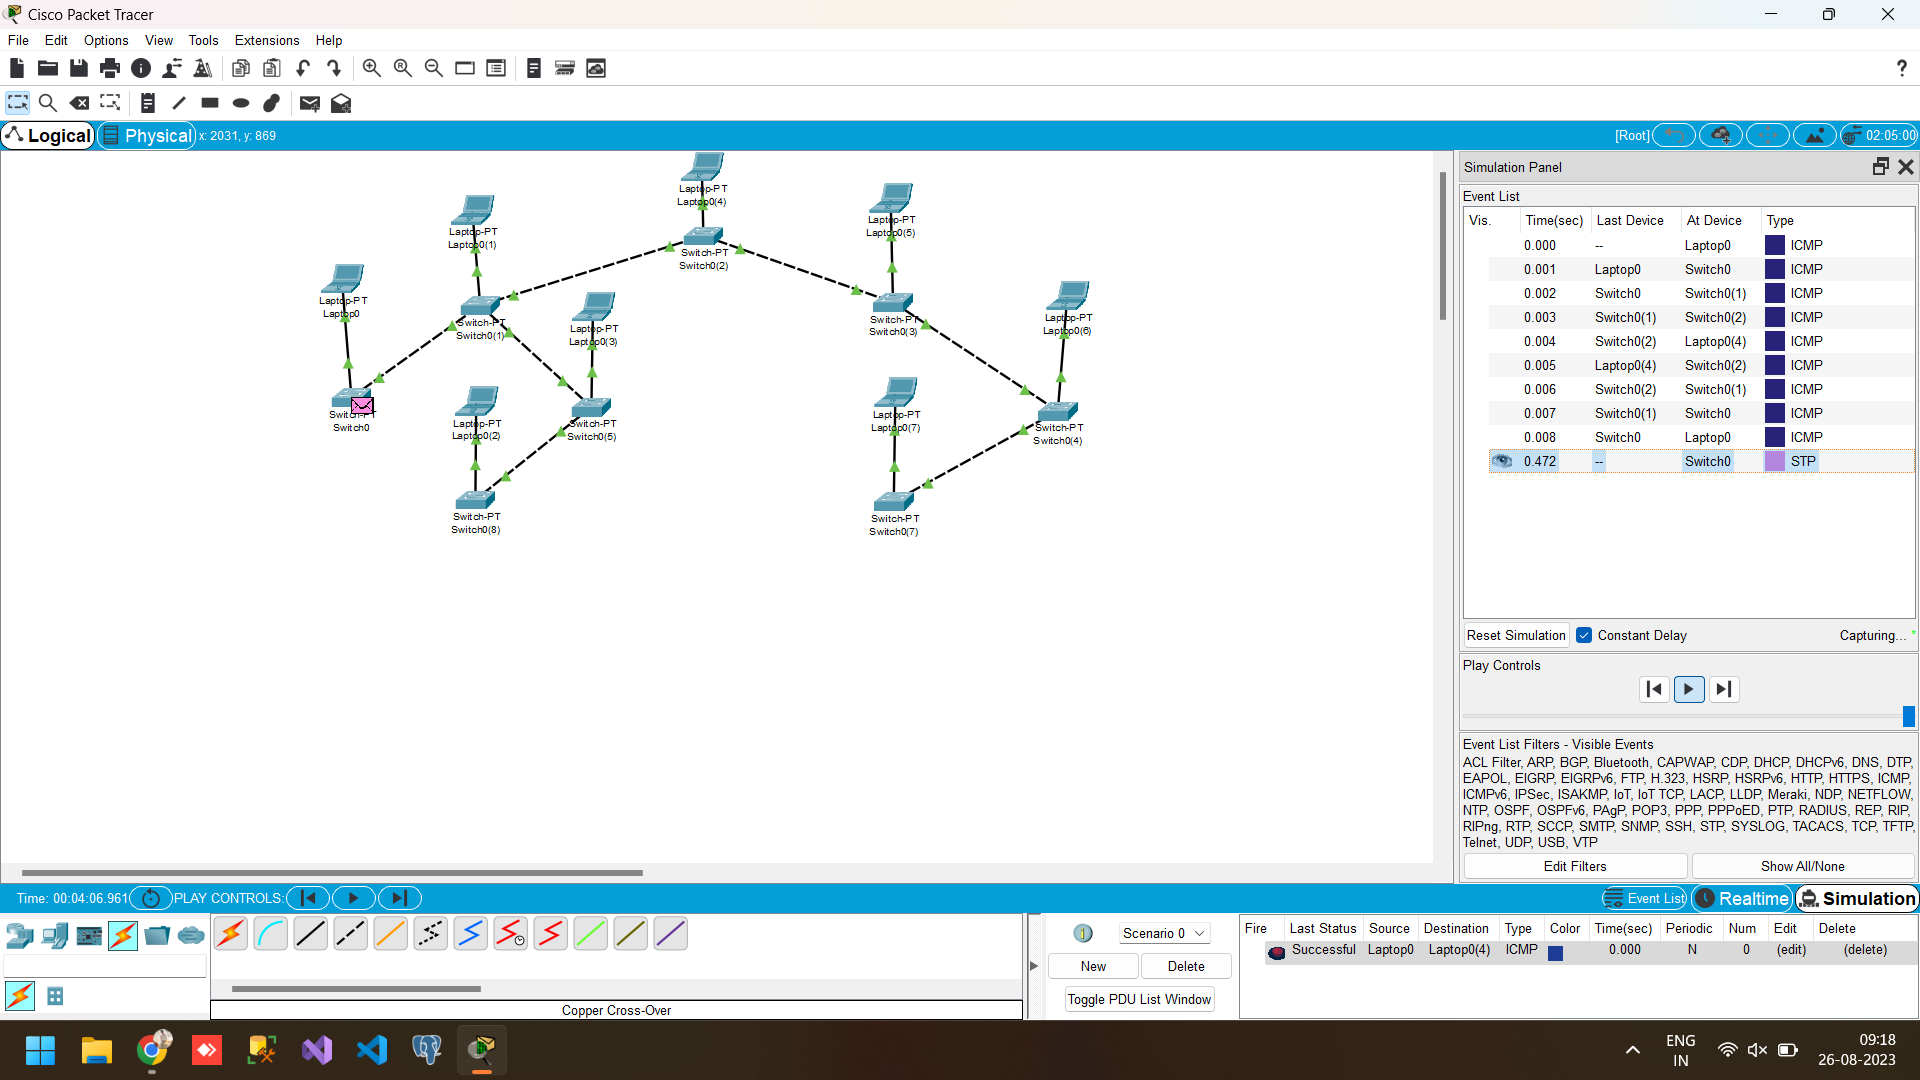 Cisco Packet Tracer
File Edit Options View Tools Extensions Help
Logical Physical x: 2031, y: 869 [Root] 02:05:00
Laptop-PT
Laptop0(4)
Laptop-PT
Laptop0(5)
Laptop-PT
Laptop0(1)
Switch-PT
Switch0(2)
Laptop-PT
Laptop0
Laptop-PT
Laptop0(6)
Switch-PT
Switch0(1)
Laptop-PT
Laptop0(3)
Switch-PT
Switch0(3)
Switch-PT
Switch0
Laptop-PT
Laptop0(2)
Switch-PT
Switch0(5)
Laptop-PT
Laptop0(7)
Switch-PT
Switch0(4)
Switch-PT
Switch0(8)
Switch-PT
Switch0(7)
Simulation Panel
Event List
Vis. Time(sec) Last Device At Device Type
0.000 -- Laptop0 ICMP
0.001 Laptop0 Switch0 ICMP
0.002 Switch0 Switch0(1) ICMP
0.003 Switch0(1) Switch0(2) ICMP
0.004 Switch0(2) Laptop0(4) ICMP
0.005 Laptop0(4) Switch0(2) ICMP
0.006 Switch0(2) Switch0(1) ICMP
0.007 Switch0(1) Switch0 ICMP
0.008 Switch0 Laptop0 ICMP
0.472 -- Switch0 STP
Reset Simulation Constant Delay Capturing... *
Play Controls
Event List Filters - Visible Events
ACL Filter, ARP, BGP, Bluetooth, CAPWAP, CDP, DHCP, DHCPv6, DNS, DTP,
EAPOL, EIGRP, EIGRPv6, FTP, H.323, HSRP, HSRPv6, HTTP, HTTPS, ICMP,
ICMPv6, IPSec, ISAKMP, IoT, IoT TCP, LACP, LLDP, Meraki, NDP, NETFLOW,
NTP, OSPF, OSPFv6, PAgP, POP3, PPP, PPPoED, PTP, RADIUS, REP, RIP,
RIPng, RTP, SCCP, SMTP, SNMP, SSH, STP, SYSLOG, TACACS, TCP, TFTP,
Telnet, UDP, USB, VTP
Edit Filters Show All/None
Time: 00:04:06.961 PLAY CONTROLS: Event List Realtime Simulation
Copper Cross-Over
1 Scenario 0
New Delete
Toggle PDU List Window
Fire Last Status Source Destination Type Color Time(sec) Periodic Num Edit Delete
Successful Laptop0 Laptop0(4) ICMP 0.000 N 0 (edit) (delete)
ENG
IN
09:18
26-08-2023